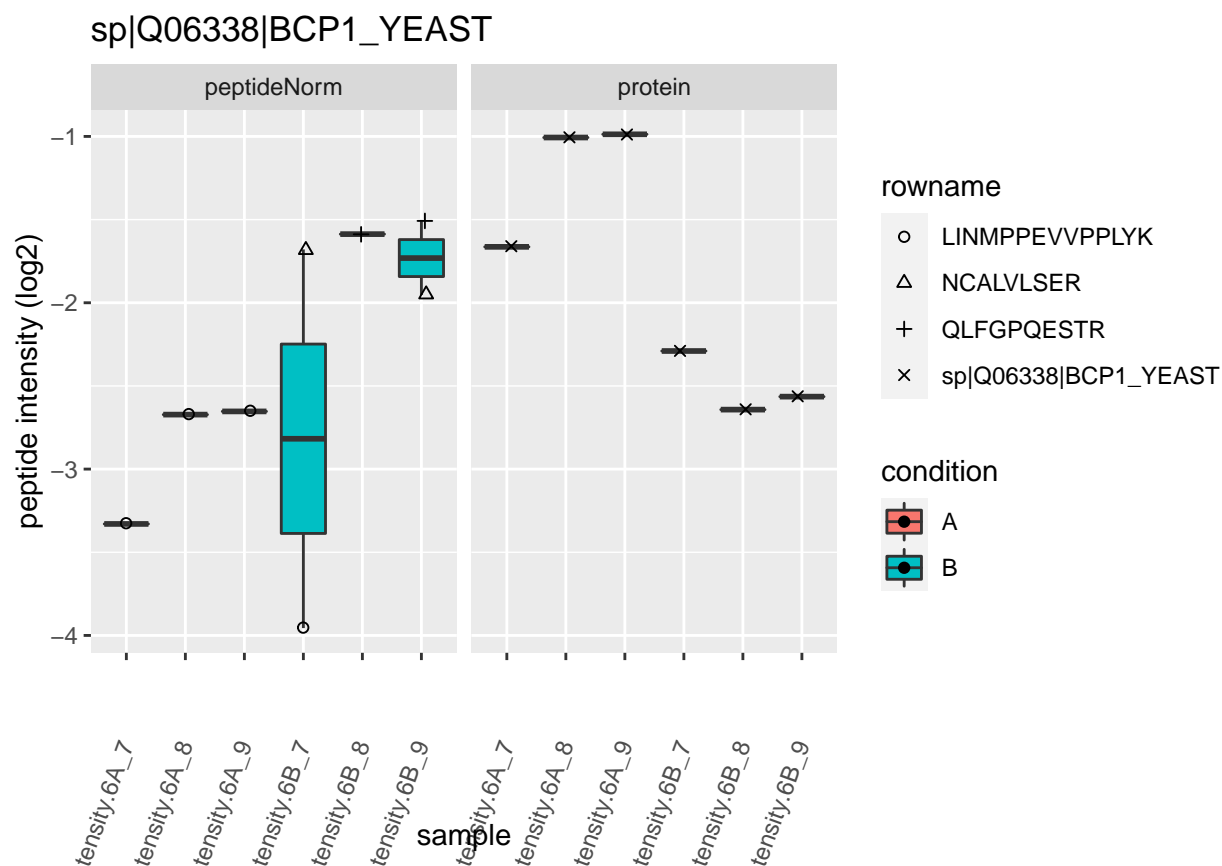 sp|Q06338|BCP1_YEAST
peptideNorm
protein
peptide intensity (log2)
−1
−2
−3
−4
tensity.6A_7
tensity.6A_8
tensity.6A_9
tensity.6B_7
tensity.6B_8
tensity.6B_9
tensity.6A_7
tensity.6A_8
tensity.6A_9
tensity.6B_7
tensity.6B_8
tensity.6B_9
sample
rowname
LINMPPEVVPPLYK
NCALVLSER
QLFGPQESTR
sp|Q06338|BCP1_YEAST
condition
A
B